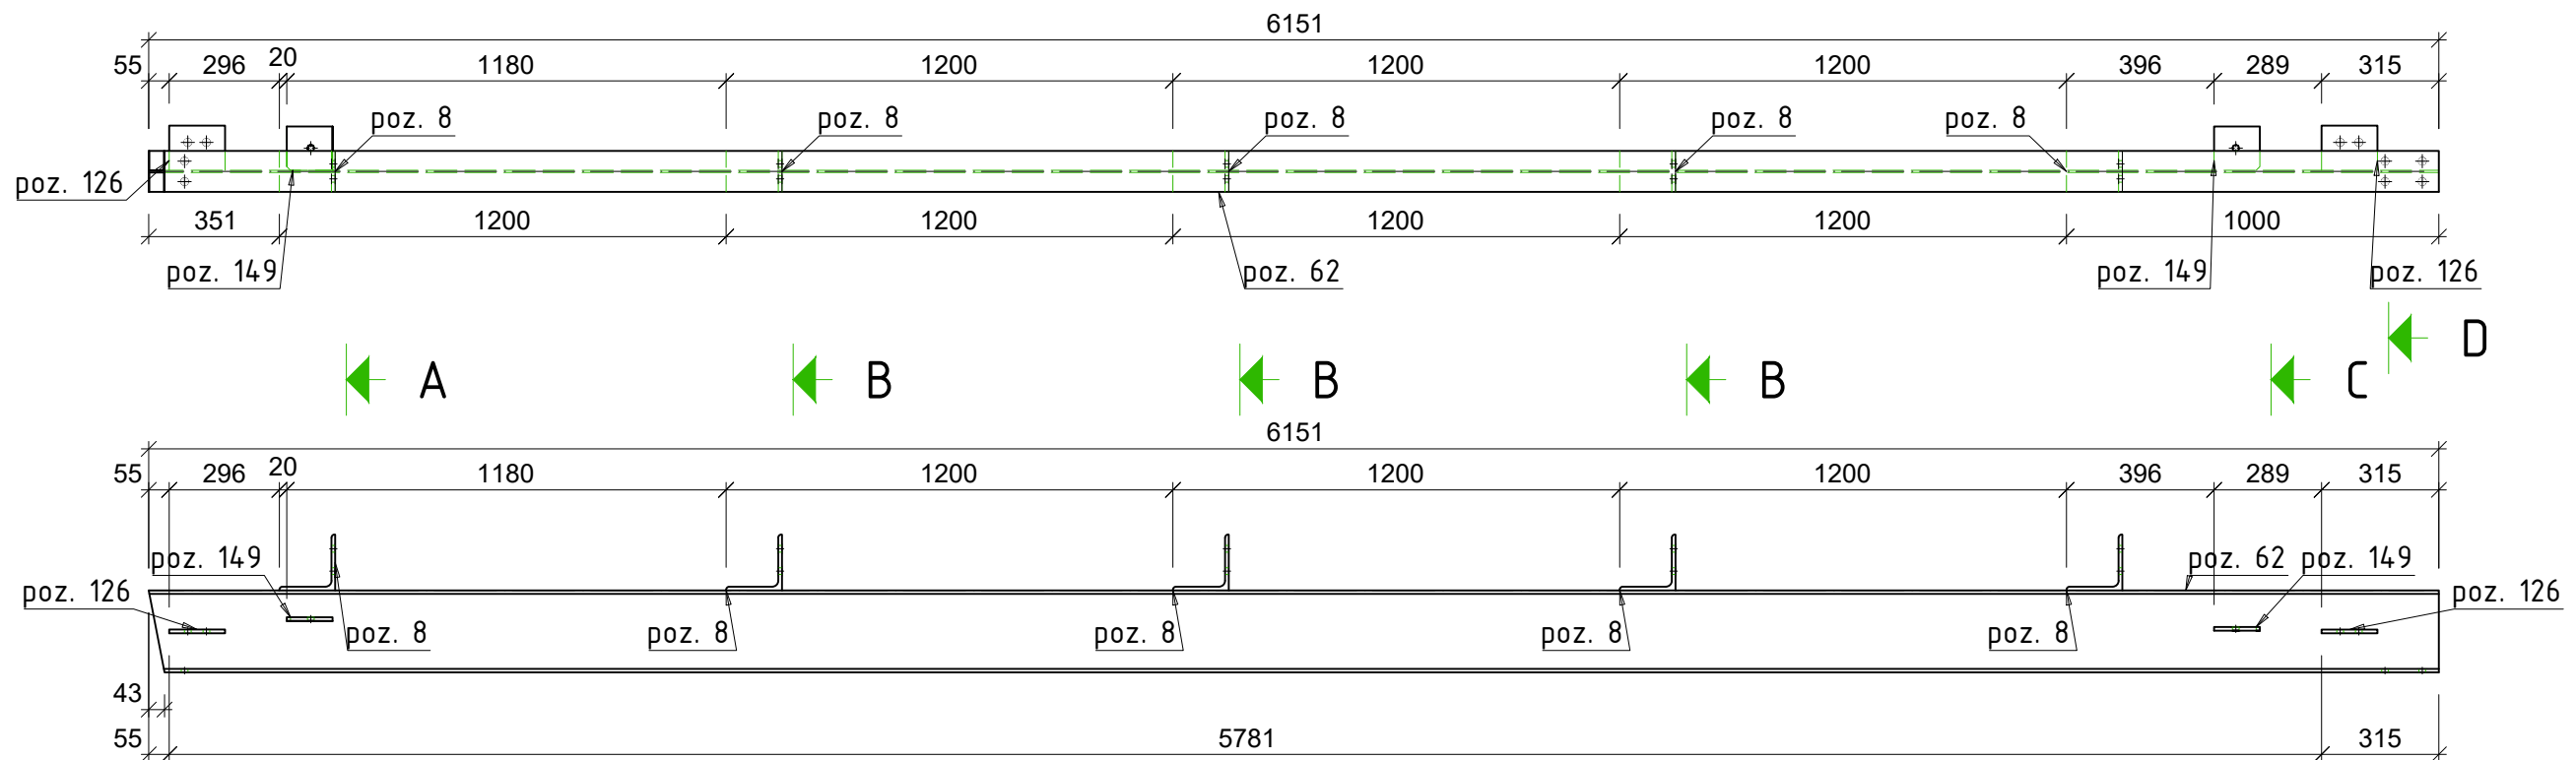 6151
55 296 20 1180 1200 1200 1200 396 289 315
poz. 8 poz. 8 poz. 8 poz. 8 poz. 8
poz. 126
351 1200 1200 1200 1200 1000
poz. 149 poz. 62 poz. 149 poz. 126
D
A B B B C
6151
55 296 20 1180 1200 1200 1200 396 289 315
poz. 149 poz. 62 poz. 149
poz. 126 poz. 126
poz. 8 poz. 8 poz. 8 poz. 8 poz. 8
43
55 5781 315